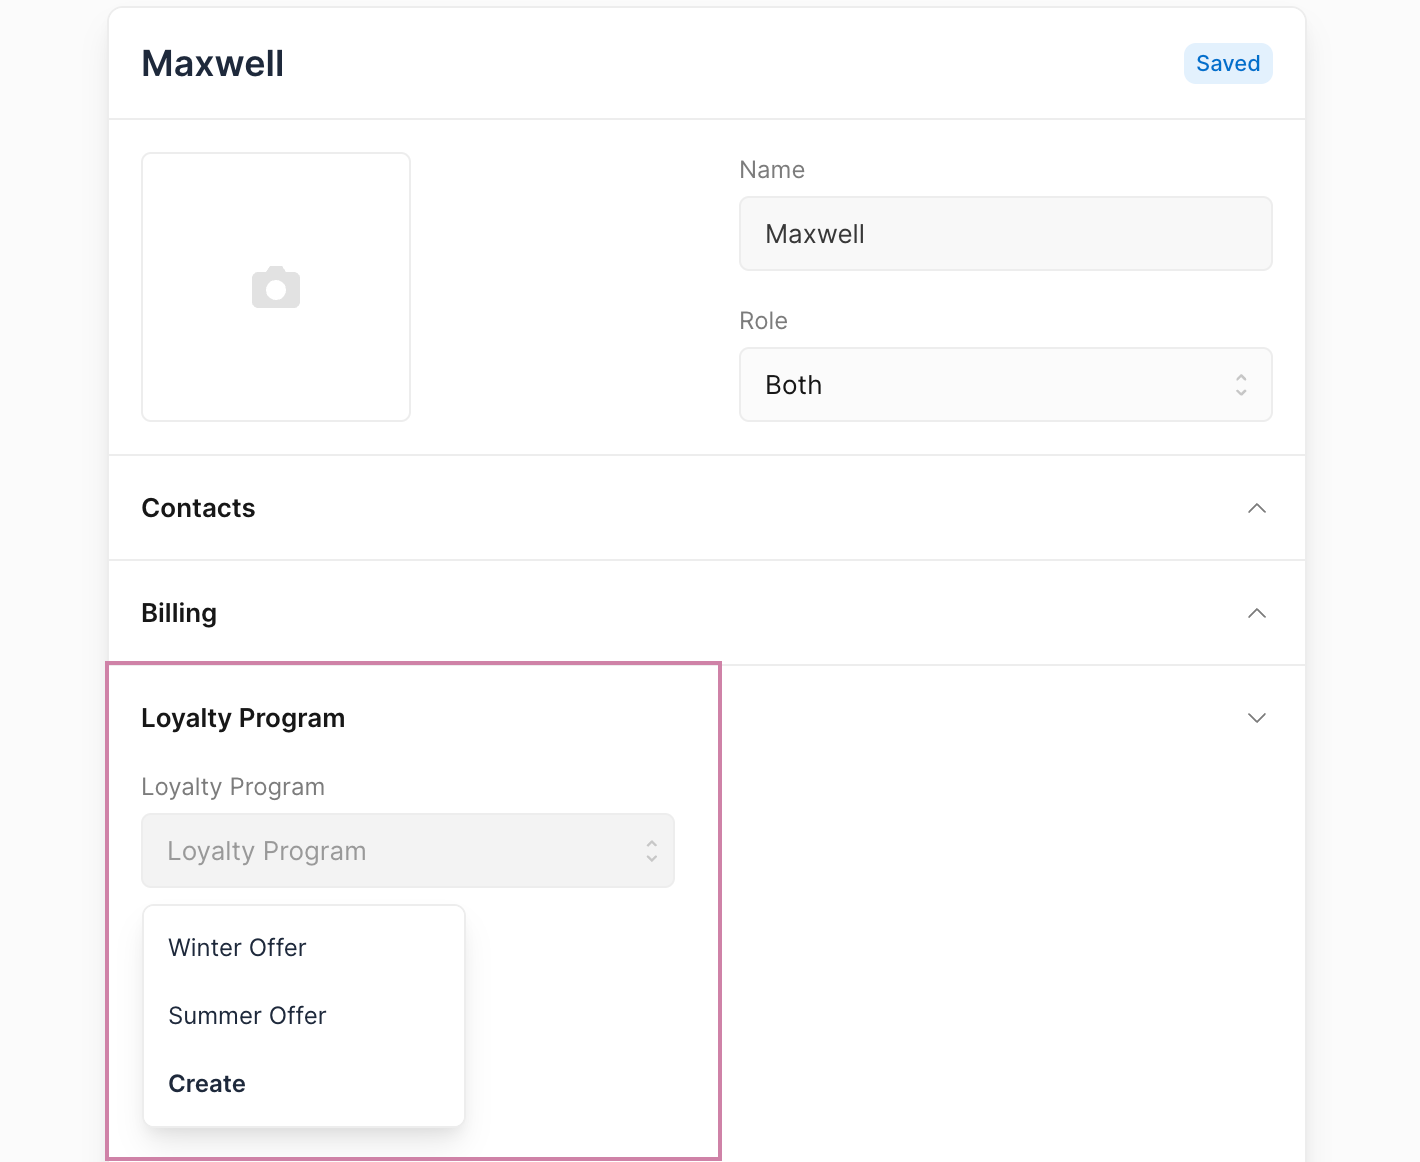 Maxwell
Saved
Name
Maxwell
Role
Both
Contacts
Billing
Loyalty Program
Loyalty Program
Loyalty Program
Winter Offer
Summer Offer
Create